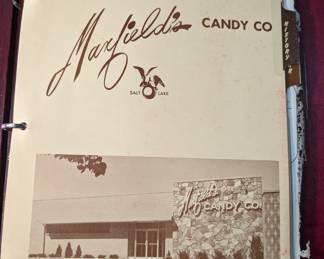 Maxfield's CANDY CO
SALT LAKE
HISTORY
Maxfield's
CANDY CO.